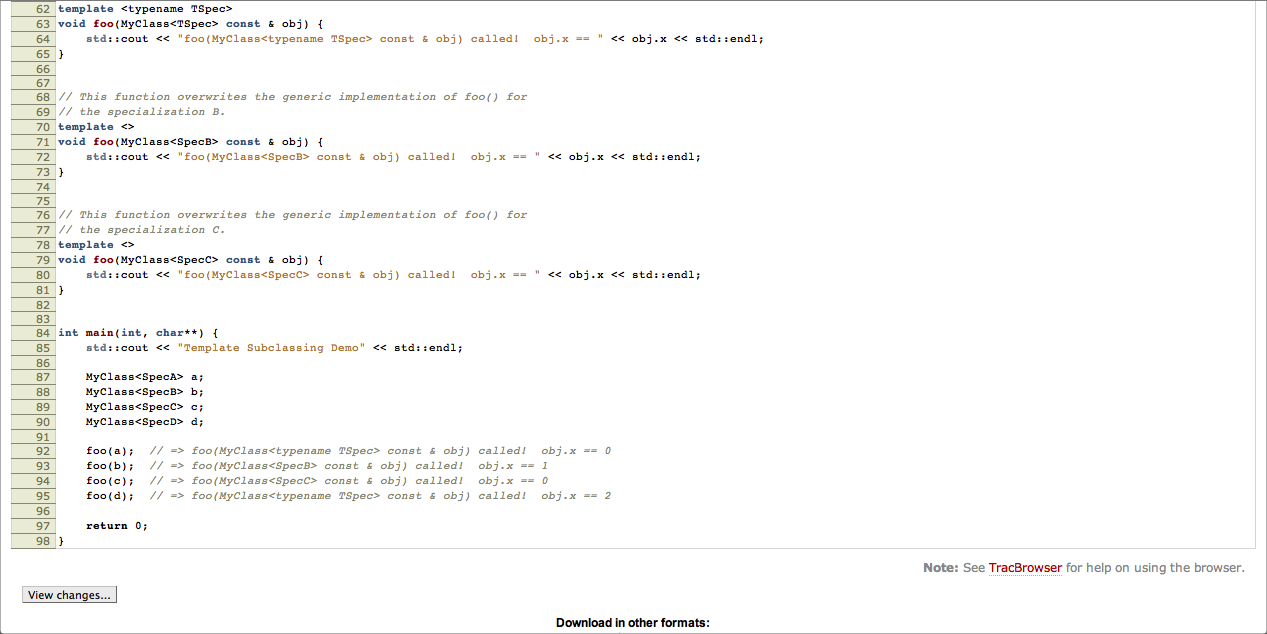 62 template <typename TSpec>
63 void foo(MyClass<TSpec> const & obj) {
64     std::cout << "foo(MyClass<typename TSpec> const & obj) called!  obj.x == " << obj.x << std::endl;
65 }
66
67
68 // This function overwrites the generic implementation of foo() for
69 // the specialization B.
70 template <>
71 void foo(MyClass<SpecB> const & obj) {
72     std::cout << "foo(MyClass<SpecB> const & obj) called!  obj.x == " << obj.x << std::endl;
73 }
74
75
76 // This function overwrites the generic implementation of foo() for
77 // the specialization C.
78 template <>
79 void foo(MyClass<SpecC> const & obj) {
80     std::cout << "foo(MyClass<SpecC> const & obj) called!  obj.x == " << obj.x << std::endl;
81 }
82
83
84 int main(int, char**) {
85     std::cout << "Template Subclassing Demo" << std::endl;
86
87     MyClass<SpecA> a;
88     MyClass<SpecB> b;
89     MyClass<SpecC> c;
90     MyClass<SpecD> d;
91
92     foo(a);  // => foo(MyClass<typename TSpec> const & obj) called!  obj.x == 0
93     foo(b);  // => foo(MyClass<SpecB> const & obj) called!  obj.x == 1
94     foo(c);  // => foo(MyClass<SpecC> const & obj) called!  obj.x == 0
95     foo(d);  // => foo(MyClass<typename TSpec> const & obj) called!  obj.x == 2
96
97     return 0;
98 }
Note: See TracBrowser for help on using the browser.
View changes...
Download in other formats: